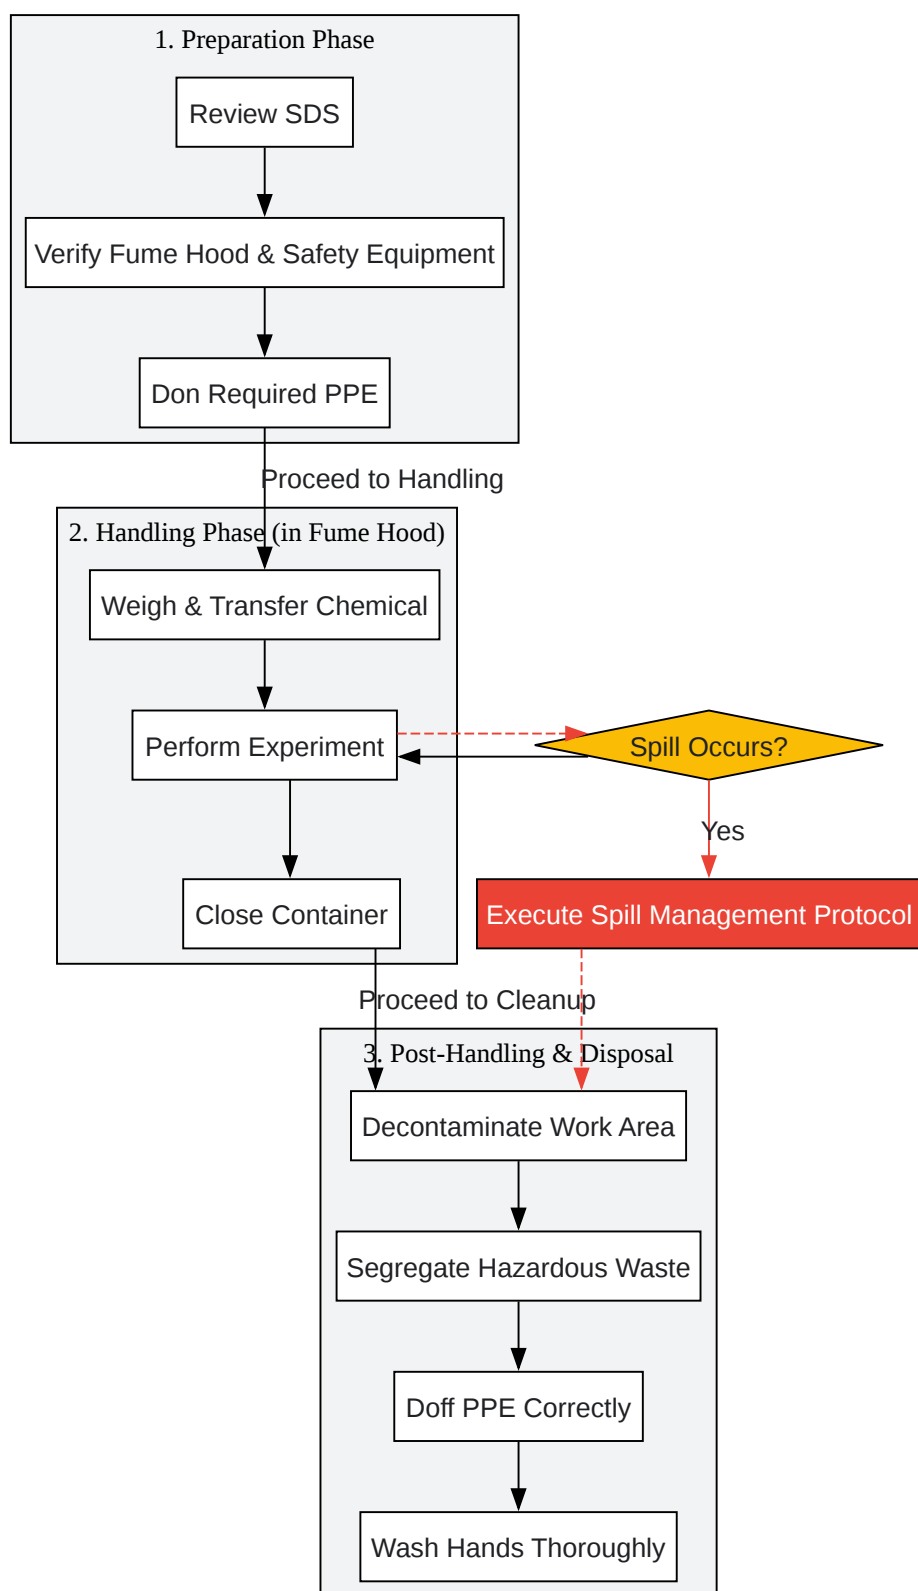 1. Preparation Phase
Review SDS
Verify Fume Hood & Safety Equipment
Don Required PPE
Proceed to Handling
2. Handling Phase (in Fume Hood)
Weigh & Transfer Chemical
Perform Experiment
Spill Occurs?
Yes
Close Container
Execute Spill Management Protocol
Proceed to Cleanup
3. Post-Handling & Disposal
Decontaminate Work Area
Segregate Hazardous Waste
Doff PPE Correctly
Wash Hands Thoroughly